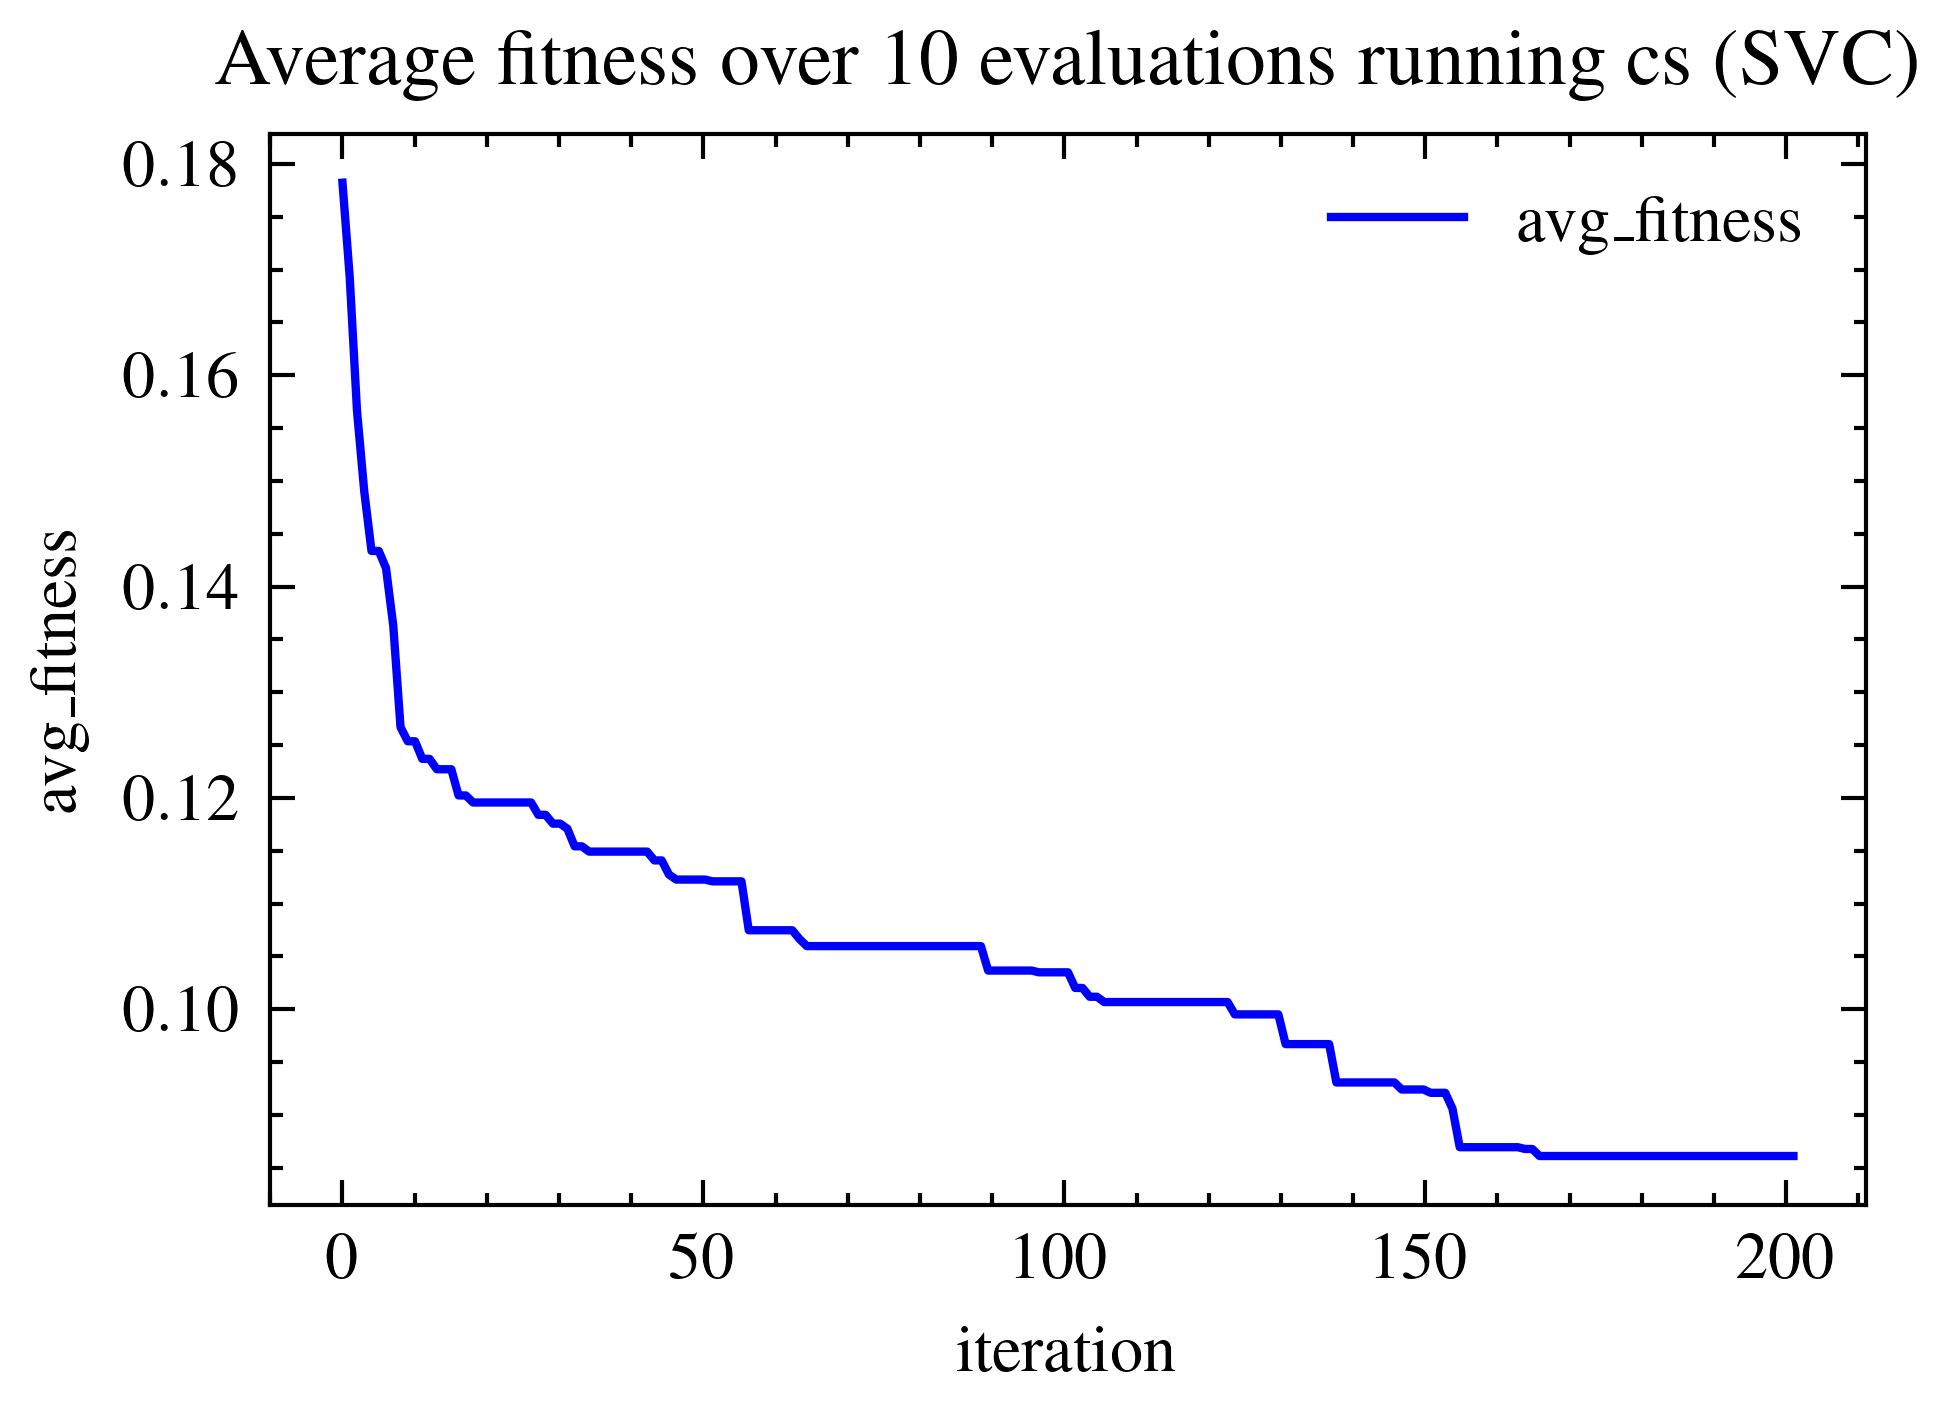 Average fitness over 10 evaluations running cs (SVC)
avg_fitness
0.18
0.16
0.14
0.12
0.10
avg_fitness
0 50 100 150 200
iteration